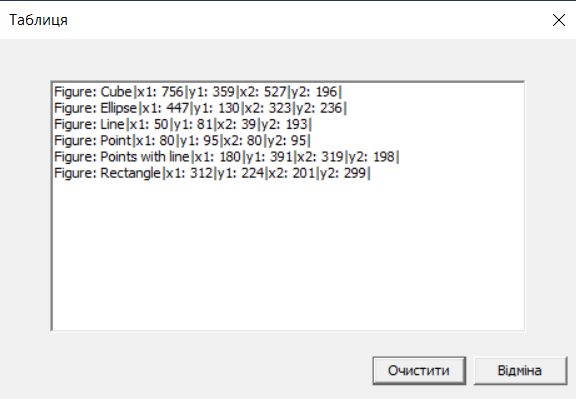 Таблиця
Figure: Cube|x1: 756|y1: 359|x2: 527|y2: 196|
Figure: Ellipse|x1: 447|y1: 130|x2: 323|y2: 236|
Figure: Line|x1: 50|y1: 81|x2: 39|y2: 193|
Figure: Point|x1: 80|y1: 95|x2: 80|y2: 95|
Figure: Points with line|x1: 180|y1: 391|x2: 319|y2: 198|
Figure: Rectangle|x1: 312|y1: 224|x2: 201|y2: 299|
Очистити Відміна